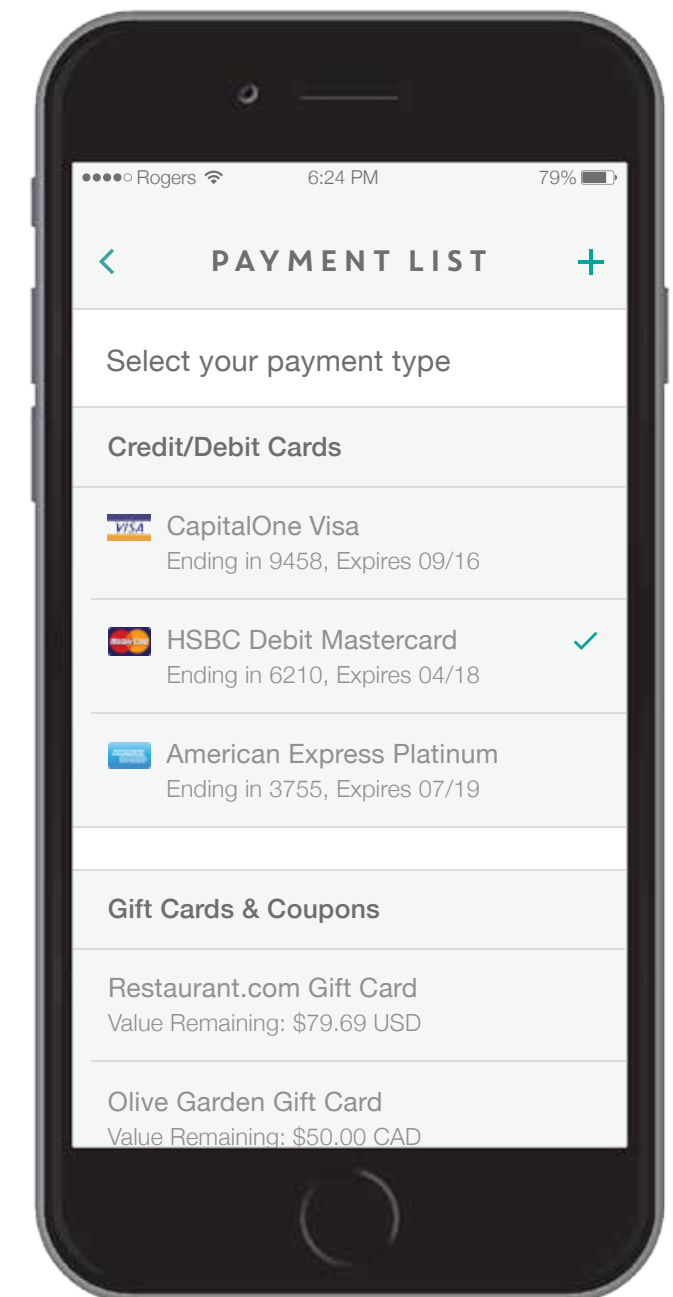 Rogers 6:24 PM 79%
PAYMENT LIST
Select your payment type
Credit/Debit Cards
VISA CapitalOne Visa
Ending in 9458, Expires 09/16
MasterCard HSBC Debit Mastercard
Ending in 6210, Expires 04/18
American Express Platinum
Ending in 3755, Expires 07/19
Gift Cards & Coupons
Restaurant.com Gift Card
Value Remaining: $79.69 USD
Olive Garden Gift Card
Value Remaining: $50.00 CAD